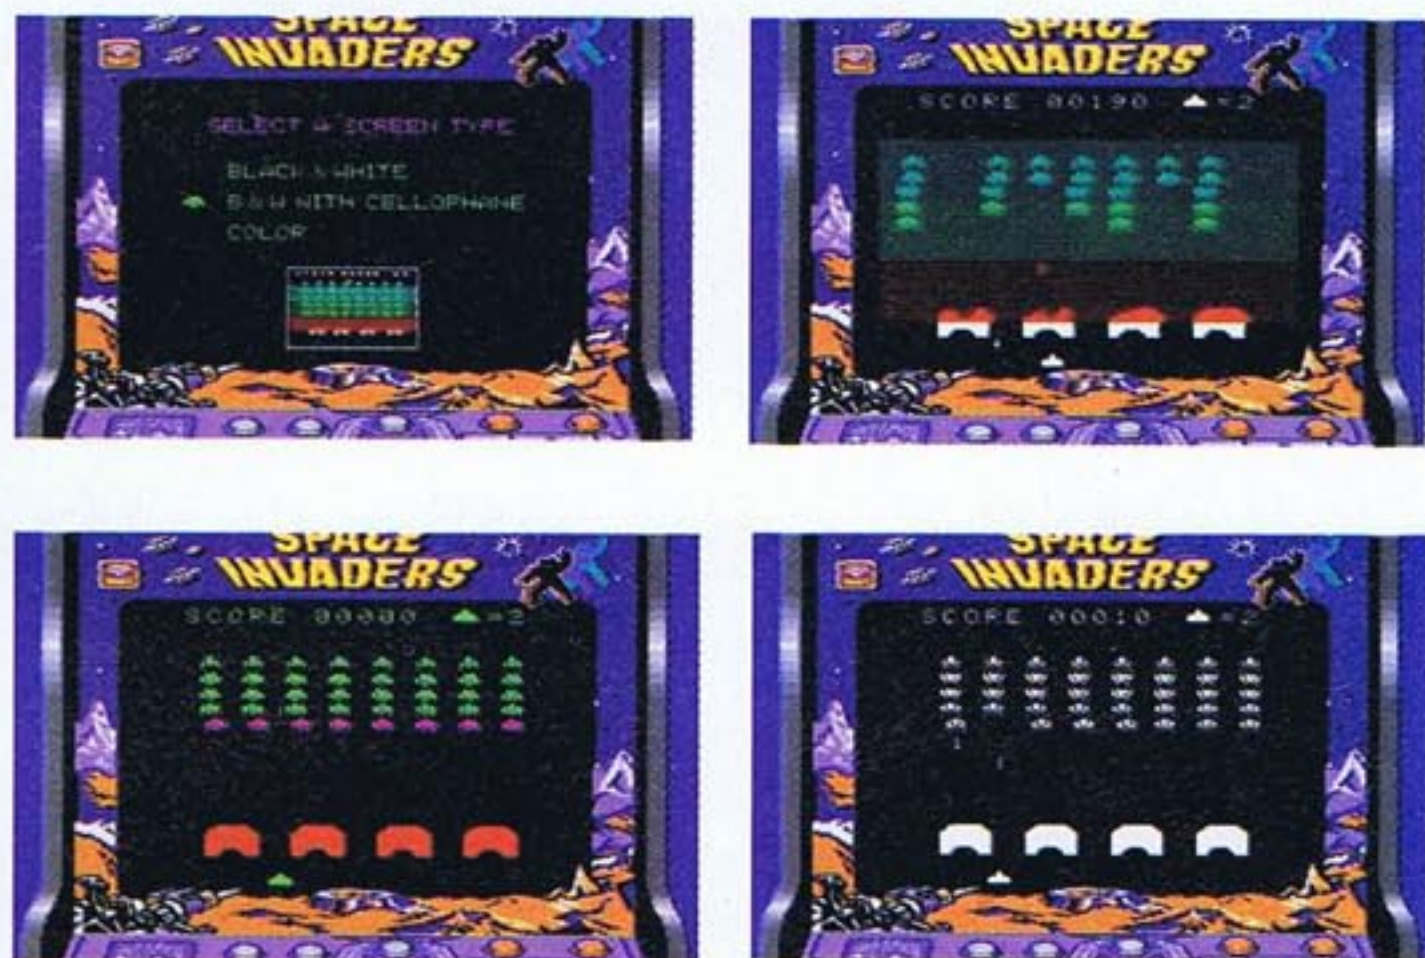 SPACE
INVADERS
SELECT A SCREEN TYPE
BLACK & WHITE
B & W WITH CELLOPHANE
COLOR
SPACE
INVADERS
SCORE 00190 =2
SPACE
INVADERS
SCORE 00080 =2
SPACE
INVADERS
SCORE 00010 =2